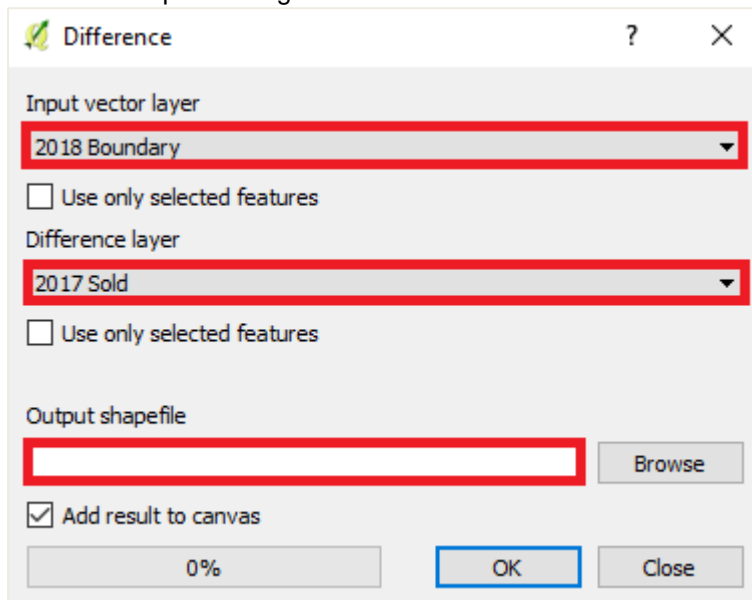 Difference ?
Input vector layer
2018 Boundary
Use only selected features
Difference layer
2017 Sold
Use only selected features
Output shapefile
Browse
Add result to canvas
0% OK Close